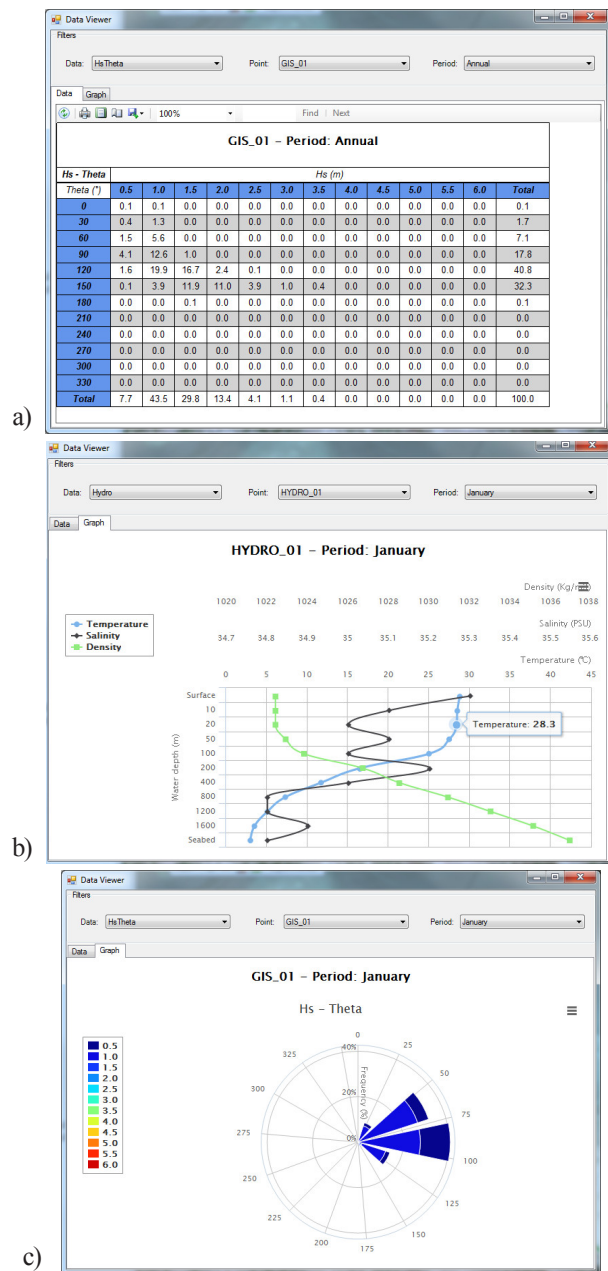 Data Viewer
Filters
Data: HsTheta Point: GIS_01 Period: Annual
Data Graph
100% Find | Next
GIS_01 – Period: Annual
Hs - Theta Hs (m)
Theta (°) 0.5 1.0 1.5 2.0 2.5 3.0 3.5 4.0 4.5 5.0 5.5 6.0 Total
0 0.1 0.1 0.0 0.0 0.0 0.0 0.0 0.0 0.0 0.0 0.0 0.0 0.1
30 0.4 1.3 0.0 0.0 0.0 0.0 0.0 0.0 0.0 0.0 0.0 0.0 1.7
60 1.5 5.6 0.0 0.0 0.0 0.0 0.0 0.0 0.0 0.0 0.0 0.0 7.1
90 4.1 12.6 1.0 0.0 0.0 0.0 0.0 0.0 0.0 0.0 0.0 0.0 17.8
120 1.6 19.9 16.7 2.4 0.1 0.0 0.0 0.0 0.0 0.0 0.0 0.0 40.8
150 0.1 3.9 11.9 11.0 3.9 1.0 0.4 0.0 0.0 0.0 0.0 0.0 32.3
180 0.0 0.0 0.1 0.0 0.0 0.0 0.0 0.0 0.0 0.0 0.0 0.0 0.1
210 0.0 0.0 0.0 0.0 0.0 0.0 0.0 0.0 0.0 0.0 0.0 0.0 0.0
240 0.0 0.0 0.0 0.0 0.0 0.0 0.0 0.0 0.0 0.0 0.0 0.0 0.0
270 0.0 0.0 0.0 0.0 0.0 0.0 0.0 0.0 0.0 0.0 0.0 0.0 0.0
300 0.0 0.0 0.0 0.0 0.0 0.0 0.0 0.0 0.0 0.0 0.0 0.0 0.0
330 0.0 0.0 0.0 0.0 0.0 0.0 0.0 0.0 0.0 0.0 0.0 0.0 0.0
Total 7.7 43.5 29.8 13.4 4.1 1.1 0.4 0.0 0.0 0.0 0.0 0.0 100.0
a)
Data Viewer
Filters
Data: Hydro Point: HYDRO_01 Period: January
Data Graph
HYDRO_01 – Period: January
Density
1020 1022 1024 1026 1028 1030 1032 1034 1036 1038
Salinity (PSU)
34.7 34.8 34.9 35 35.1 35.2 35.3 35.4 35.5 35.6
Temperature (°C)
0 5 10 15 20 25 30 35 40 45
Temperature
Salinity
Density
Water depth (m)
Surface
10
20
50
100
200
400
800
1200
1600
Seabed
Temperature: 28.3
b)
Data Viewer
Filters
Data: HsTheta Point: GIS_01 Period: January
Data Graph
GIS_01 – Period: January
Hs – Theta
0.5
1.0
1.5
2.0
2.5
3.0
3.5
4.0
4.5
5.0
5.5
6.0
0
25
50
75
100
125
150
175
200
225
250
275
300
325
40%
20%
0%
Frequency (%)
c)